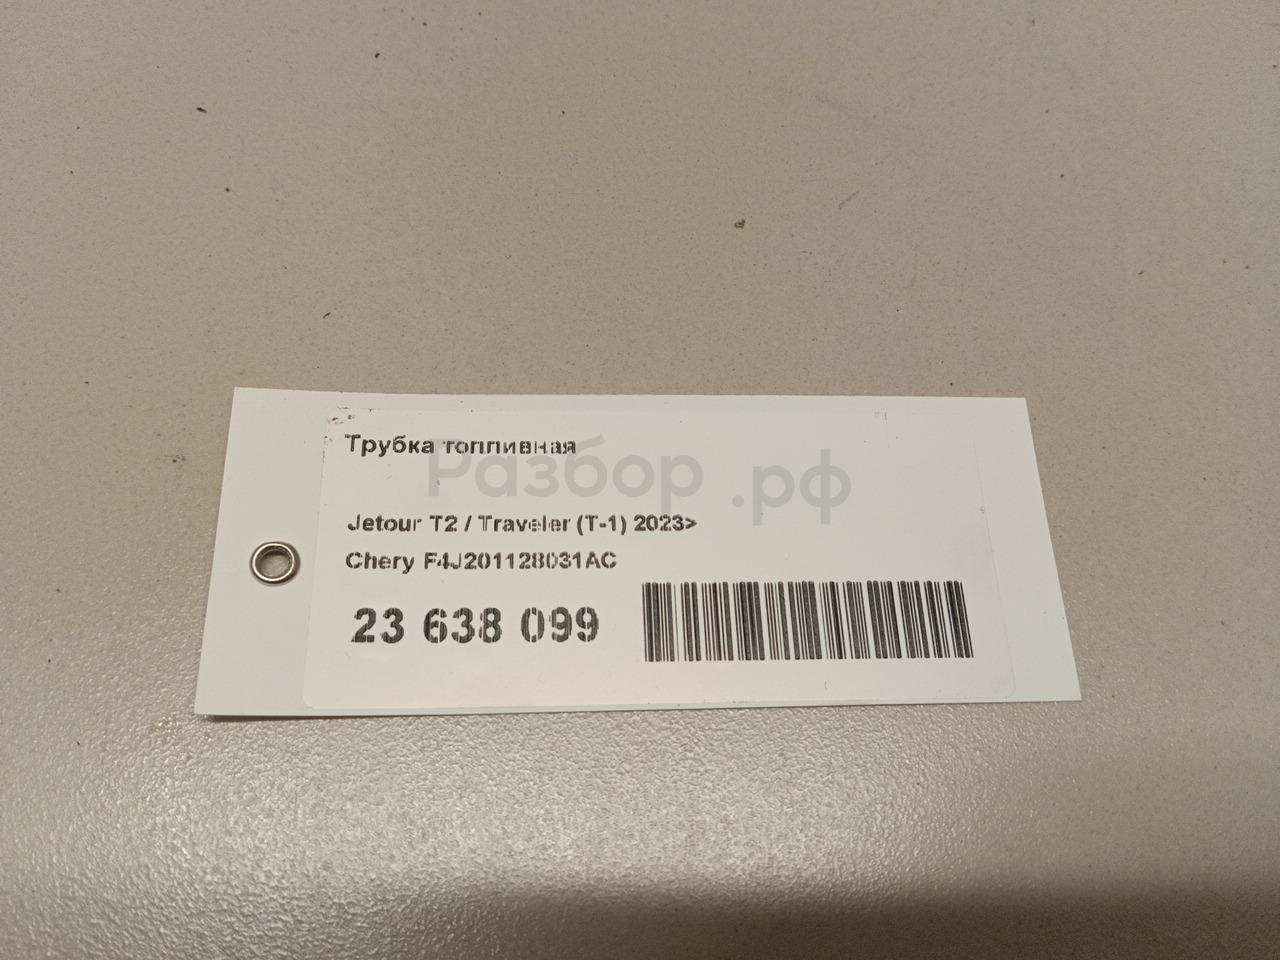 Трубка топливная
Разбор.рф
Jetour T2 / Traveler (T-1) 2023>
Chery F4J201128031AC
23 638 099